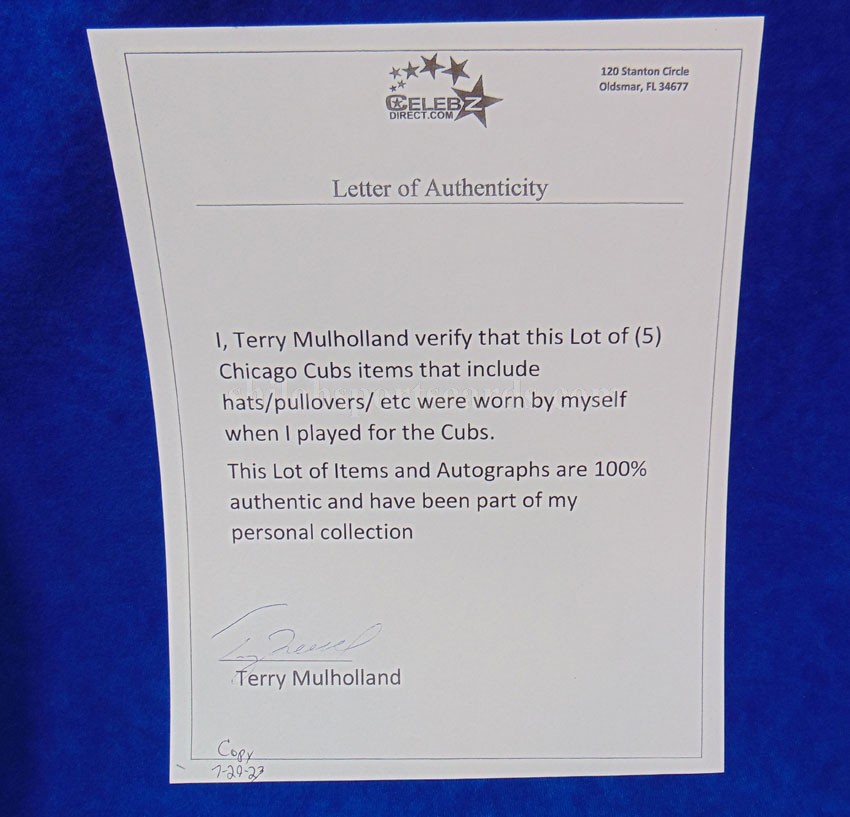 CELEBZ
DIRECT.COM
120 Stanton Circle
Oldsmar, FL 34677
Letter of Authenticity
I, Terry Mulholland verify that this Lot of (5)
Chicago Cubs items that include
hats/pullovers/ etc were worn by myself
when I played for the Cubs.
This Lot of Items and Autographs are 100%
authentic and have been part of my
personal collection
Terry Mulholland
Copy